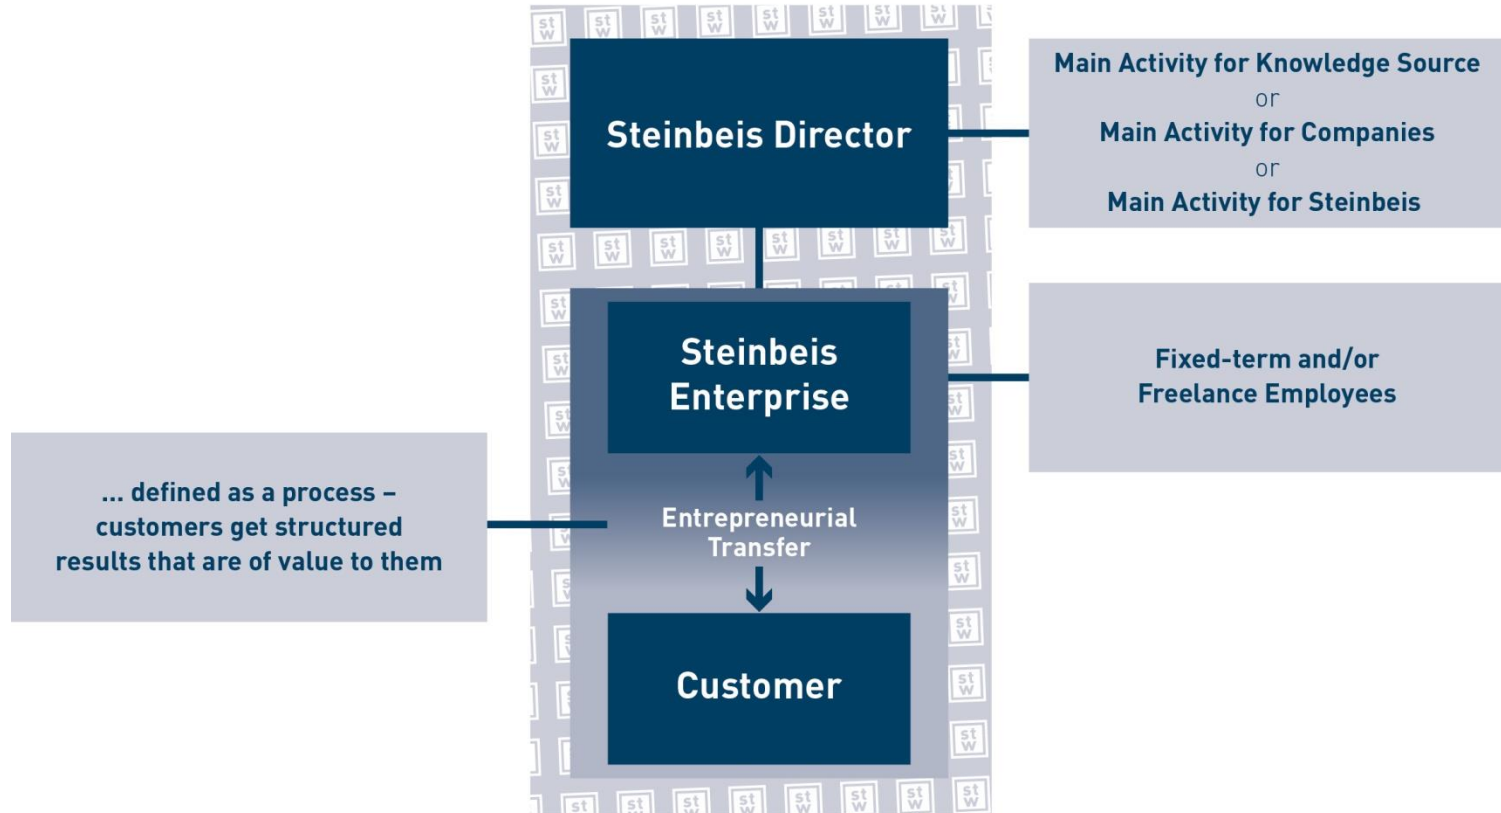 Steinbeis Director
Main Activity for Knowledge Source
or
Main Activity for Companies
or
Main Activity for Steinbeis
Steinbeis
Enterprise
Fixed-term and/or
Freelance Employees
... defined as a process –
customers get structured
results that are of value to them
Entrepreneurial
Transfer
Customer
st
w